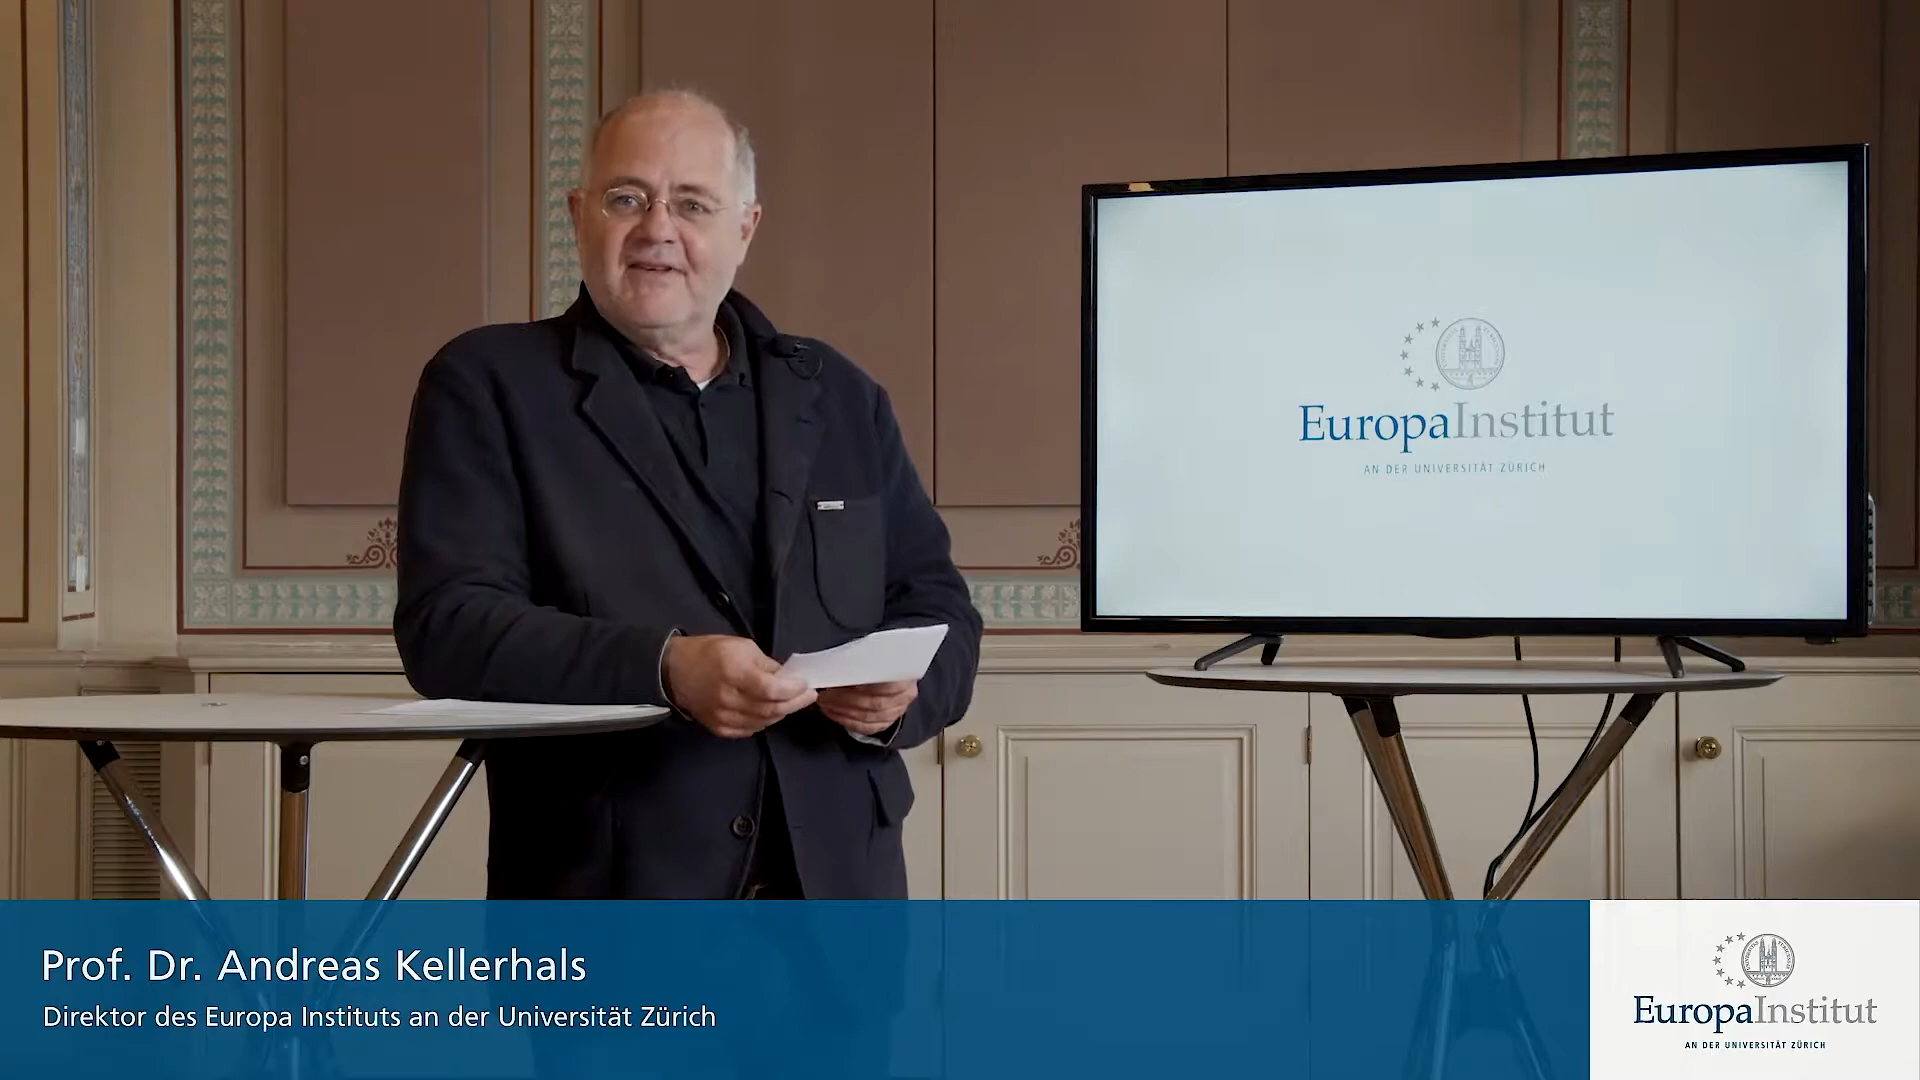 EuropaInstitut
AN DER UNIVERSITÄT ZÜRICH
Prof. Dr. Andreas Kellerhals
Direktor des Europa Instituts an der Universität Zürich
EuropaInstitut
AN DER UNIVERSITÄT ZÜRICH